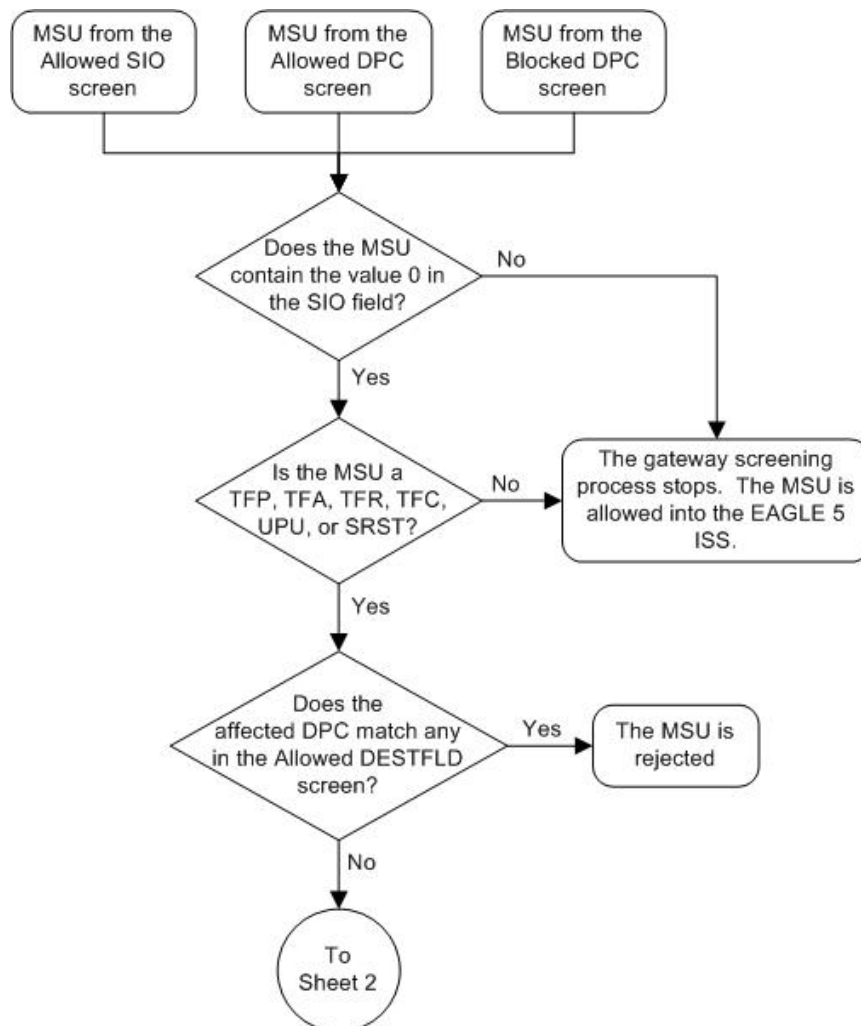 MSU from the
Allowed SIO
screen
MSU from the
Allowed DPC
screen
MSU from the
Blocked DPC
screen
Does the MSU
contain the value 0 in
the SIO field?
No
Yes
Is the MSU a
TFP, TFA, TFR, TFC,
UPU, or SRST?
No
The gateway screening
process stops. The MSU is
allowed into the EAGLE 5
ISS.
Yes
Does the
affected DPC match any
in the Allowed DESTFLD
screen?
Yes
The MSU is
rejected
No
To
Sheet 2